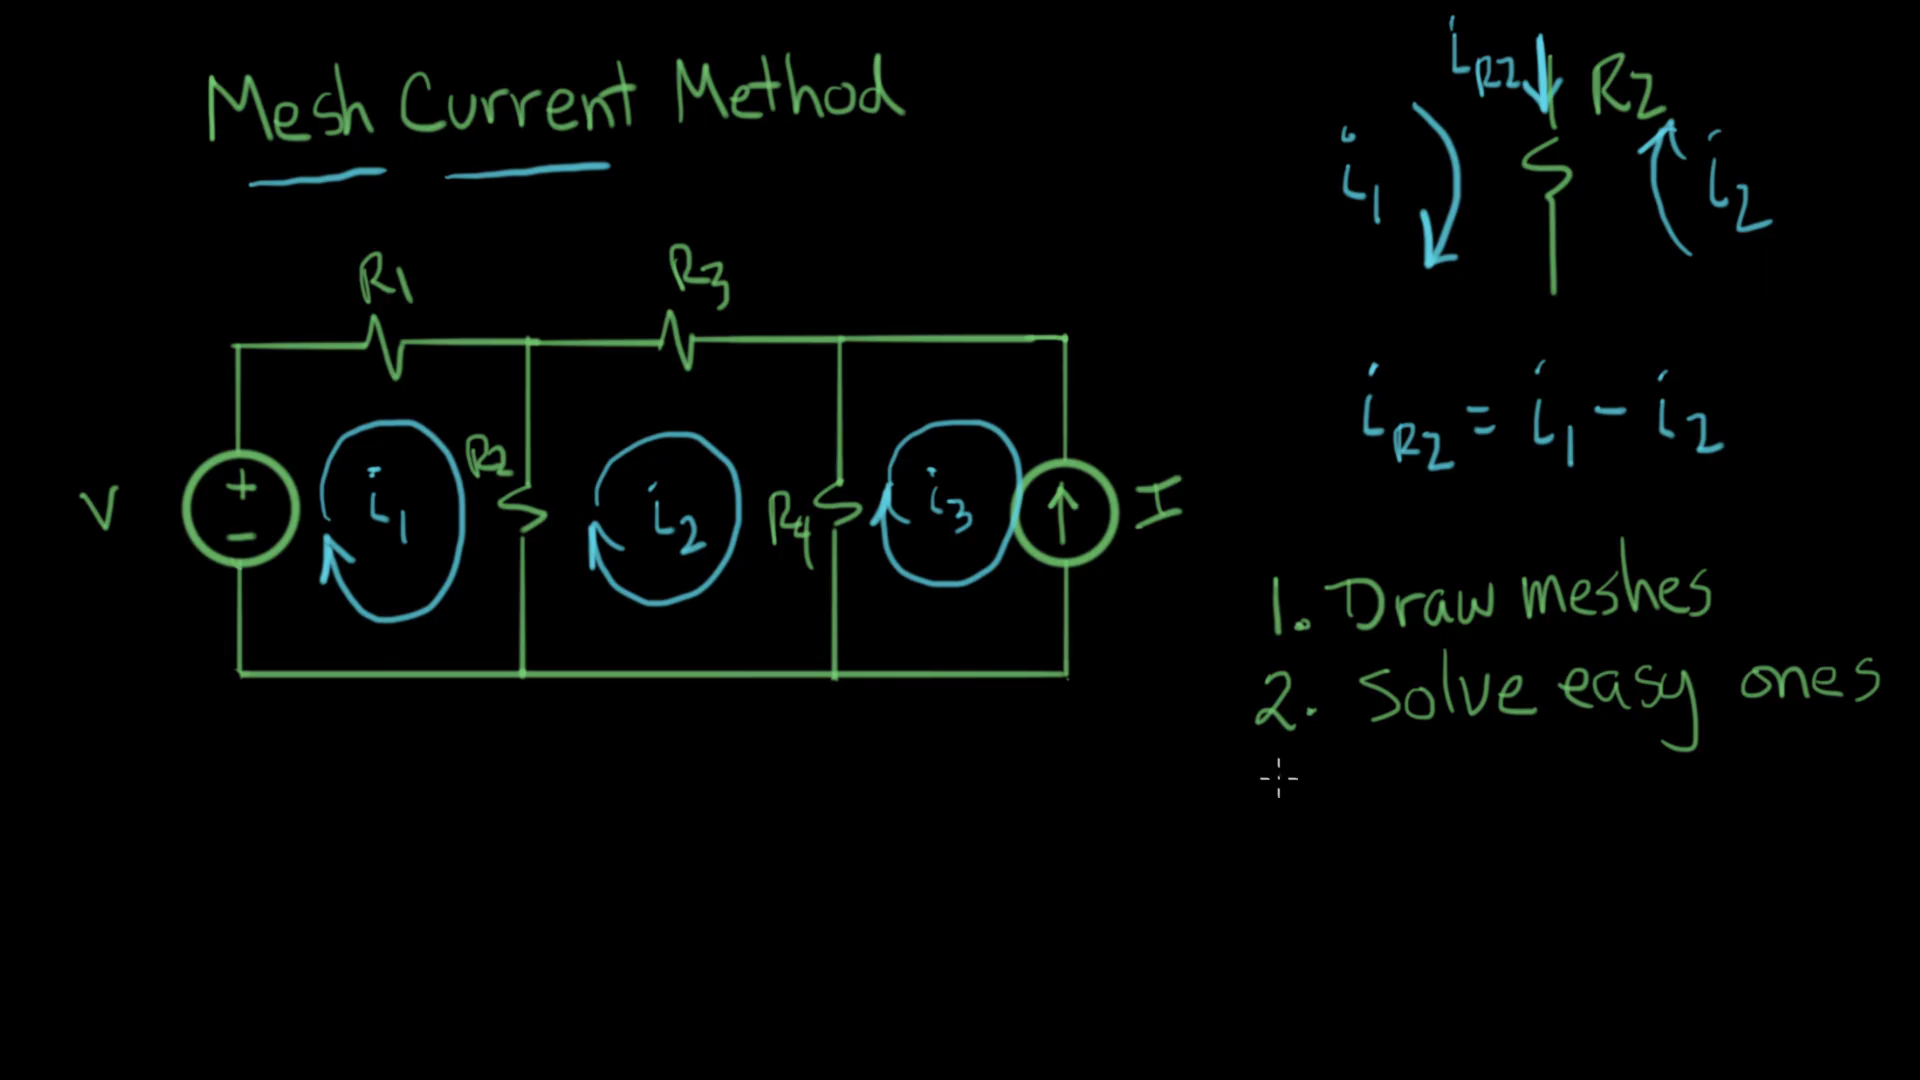 Mesh Current Method
iR2 R2
i1 i2
R1 R3
iR2 = i1 - i2
V + - i1 R2 i2 R4 i3 I
1. Draw meshes
2. Solve easy ones